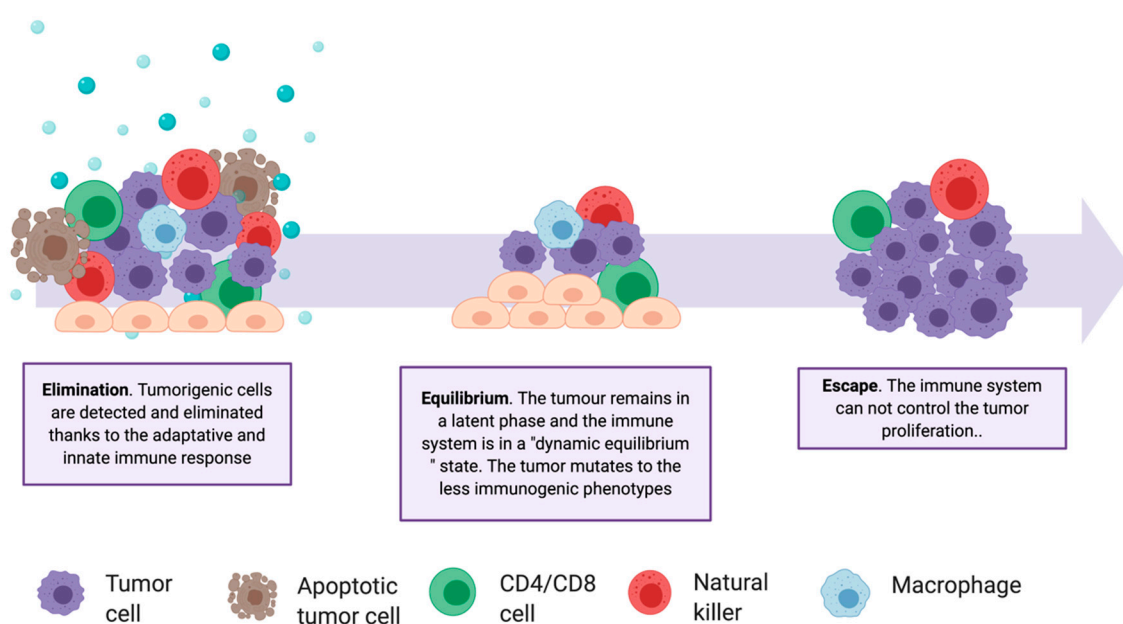 Elimination. Tumorigenic cells
are detected and eliminated
thanks to the adaptative and
innate immune response
Equilibrium. The tumour remains in
a latent phase and the immune
system is in a "dynamic equilibrium
" state. The tumor mutates to the
less immunogenic phenotypes
Escape. The immune system
can not control the tumor
proliferation..
Tumor
cell
Apoptotic
tumor cell
CD4/CD8
cell
Natural
killer
Macrophage